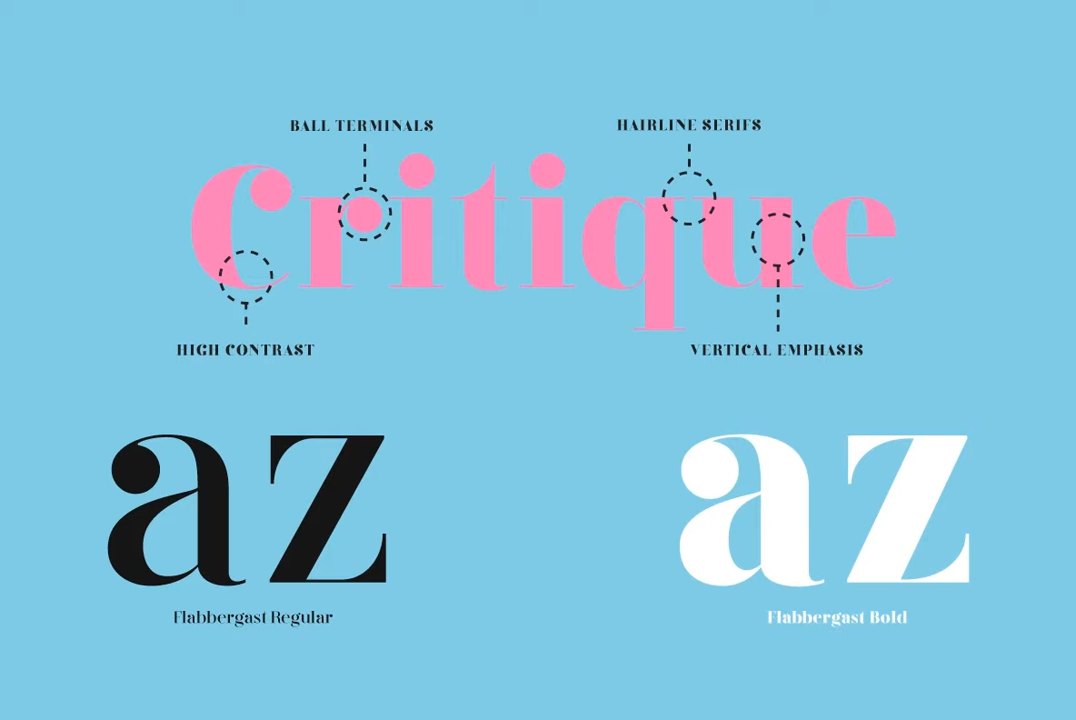 BALL TERMINALS
HAIRLINE SERIFS
Critique
HIGH CONTRAST
VERTICAL EMPHASIS
az
az
Flabbergast Regular
Flabbergast Bold